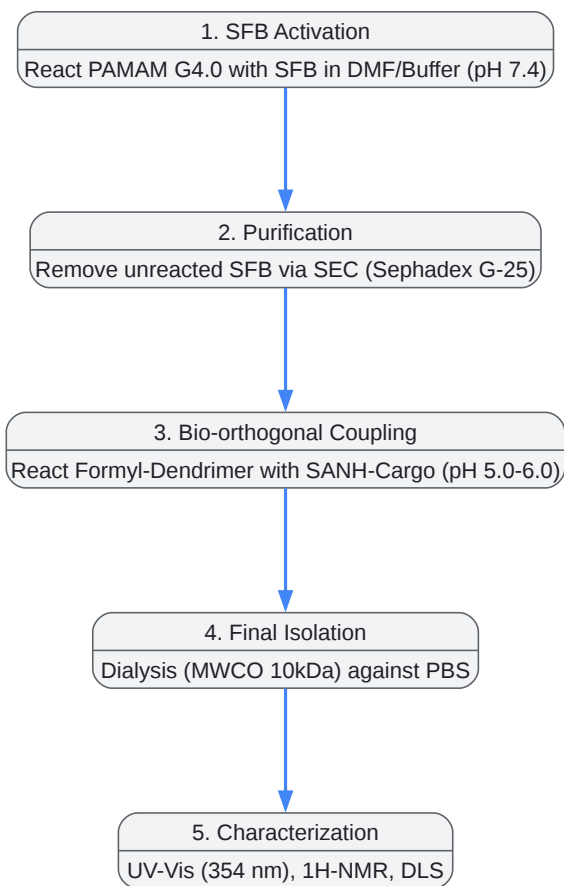 1. SFB Activation
React PAMAM G4.0 with SFB in DMF/Buffer (pH 7.4)
2. Purification
Remove unreacted SFB via SEC (Sephadex G-25)
3. Bio-orthogonal Coupling
React Formyl-Dendrimer with SANH-Cargo (pH 5.0-6.0)
4. Final Isolation
Dialysis (MWCO 10kDa) against PBS
5. Characterization
UV-Vis (354 nm), 1H-NMR, DLS